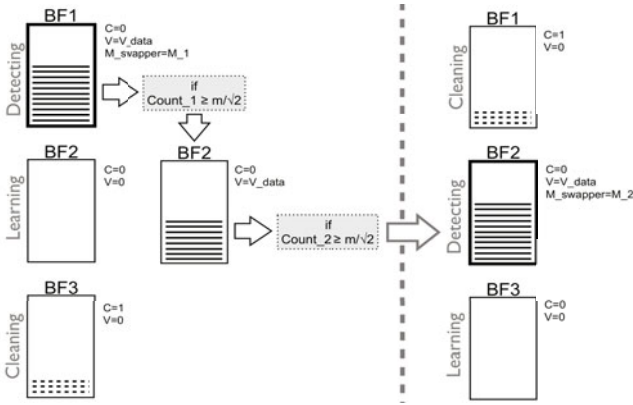 BF1
Detecting
C=0
V=V_data
M_swapper=M_1
if
Count_1 ≥ m/√2
BF2
Learning
C=0
V=0
BF2
C=0
V=V_data
if
Count_2 ≥ m/√2
BF3
Cleaning
C=1
V=0
BF1
Cleaning
C=1
V=0
BF2
Detecting
C=0
V=V_data
M_swapper=M_2
BF3
Learning
C=0
V=0